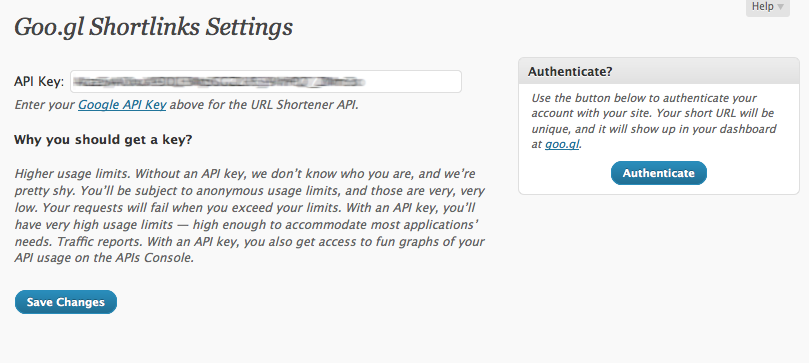 Help
Goo.gl Shortlinks Settings
API Key:
Enter your Google API Key above for the URL Shortener API.
Why you should get a key?
Higher usage limits. Without an API key, we don't know who you are, and we're
pretty shy. You'll be subject to anonymous usage limits, and those are very, very
low. Your requests will fail when you exceed your limits. With an API key, you'll
have very high usage limits — high enough to accommodate most applications'
needs. Traffic reports. With an API key, you also get access to fun graphs of your
API usage on the APIs Console.
Save Changes
Authenticate?
Use the button below to authenticate your
account with your site. Your short URL will be
unique, and it will show up in your dashboard
at goo.gl.
Authenticate